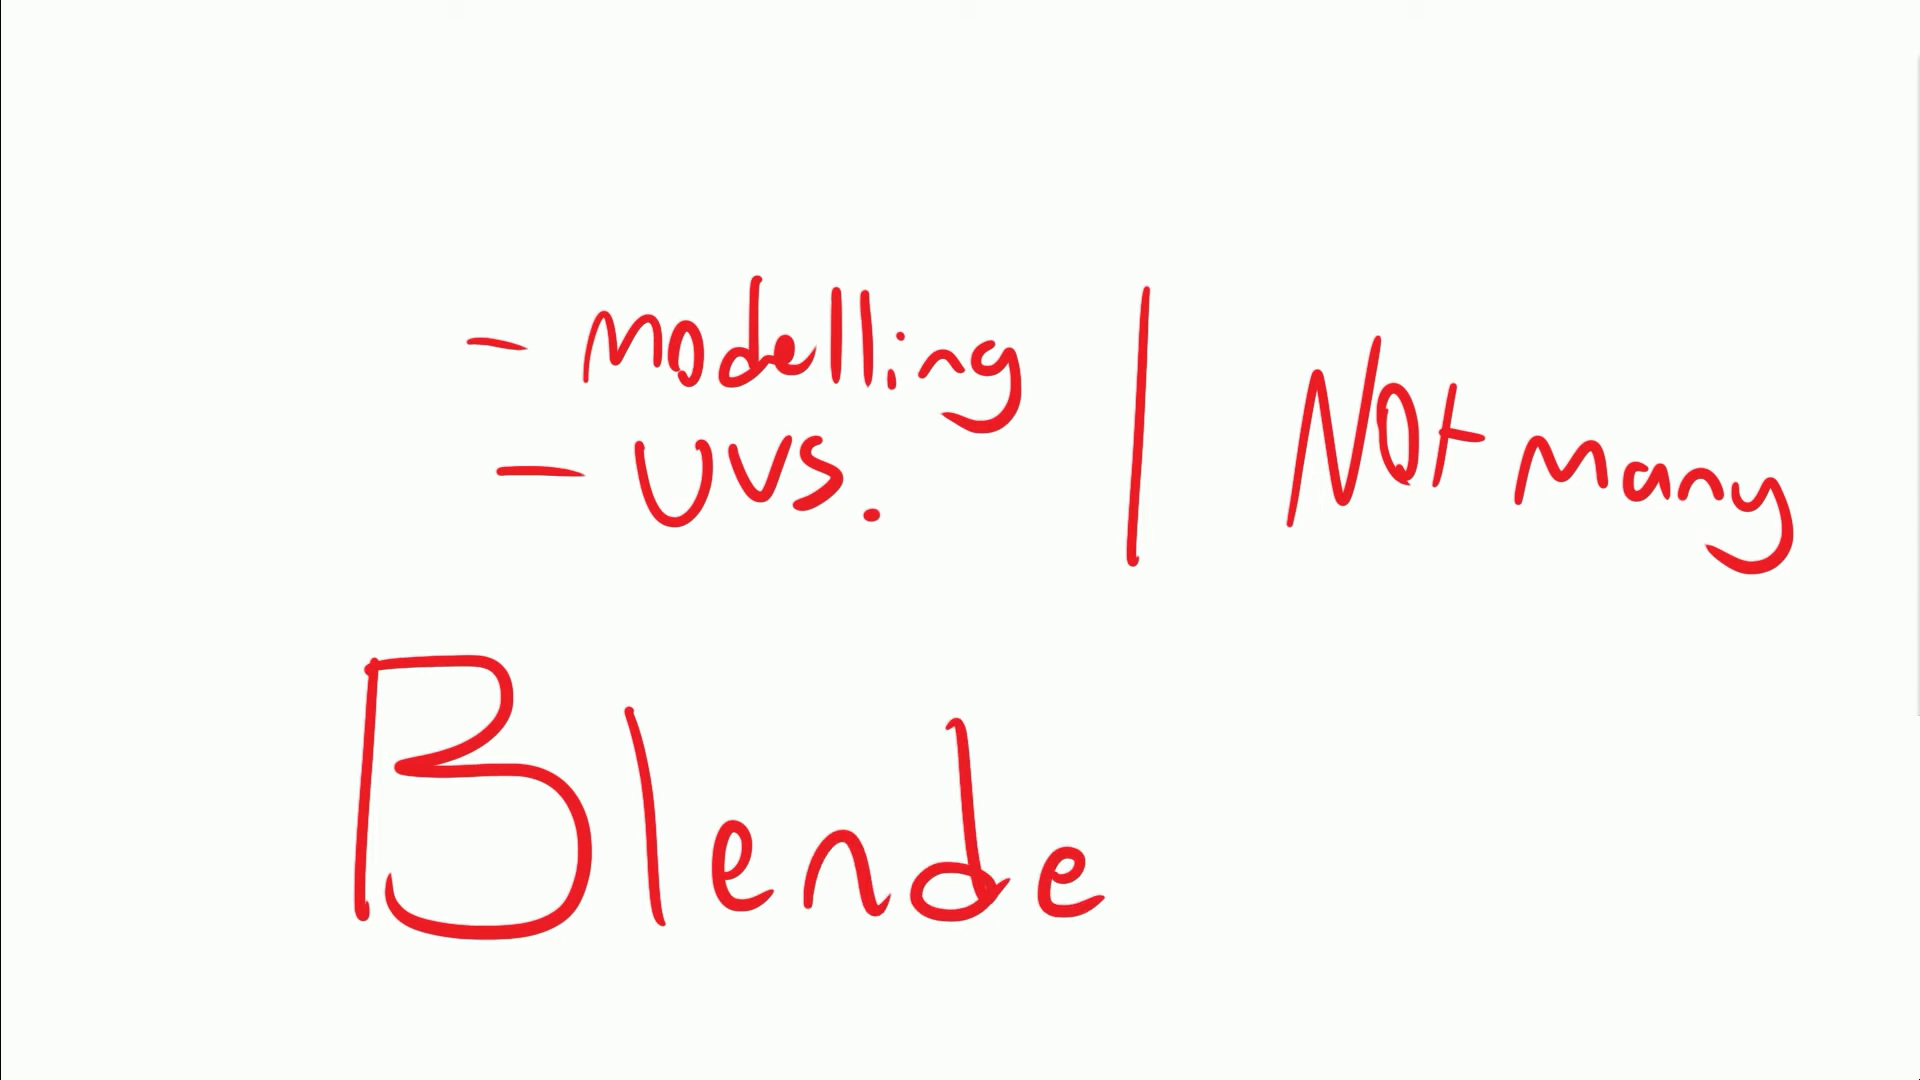 - Modelling
- UVs.
| Not many
Blende